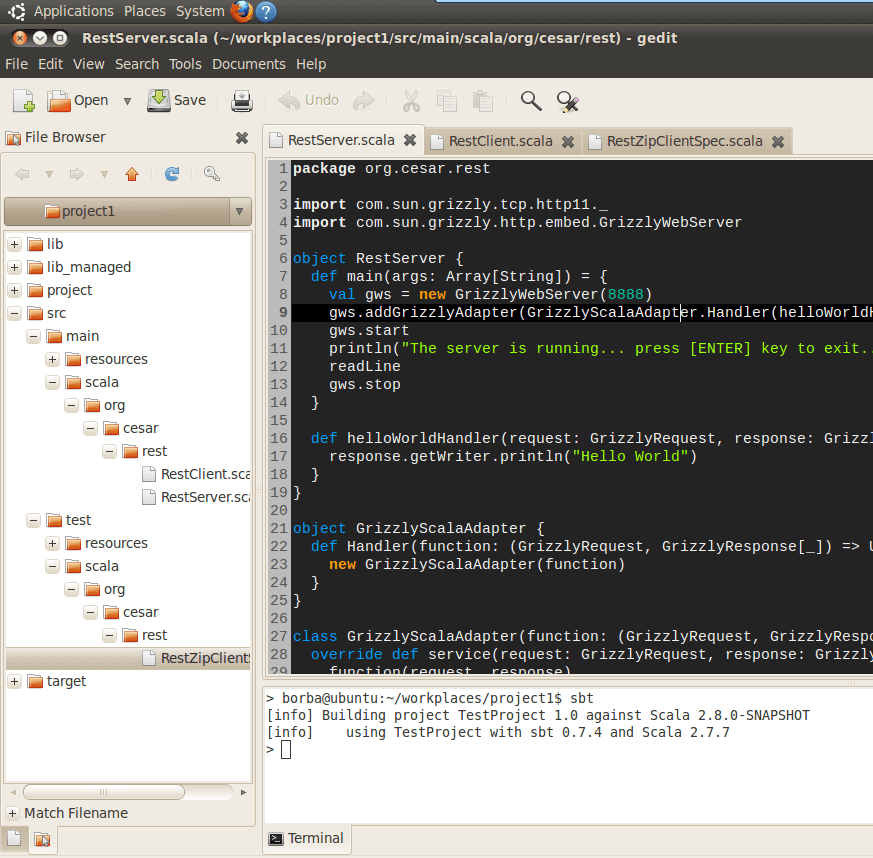 Applications Places System
RestServer.scala (~/workplaces/project1/src/main/scala/org/cesar/rest) - gedit
File Edit View Search Tools Documents Help
Open Save Undo
File Browser
project1
lib
lib_managed
project
src
main
resources
scala
org
cesar
rest
RestClient.sca
RestServer.sca
test
resources
scala
org
cesar
rest
RestZipClientS
target
Match Filename
RestServer.scala RestClient.scala RestZipClientSpec.scala
1 package org.cesar.rest
2
3 import com.sun.grizzly.tcp.http11._
4 import com.sun.grizzly.http.embed.GrizzlyWebServer
5
6 object RestServer {
7 def main(args: Array[String]) = {
8 val gws = new GrizzlyWebServer(8888)
9 gws.addGrizzlyAdapter(GrizzlyScalaAdapter.Handler(helloWorldH
10 gws.start
11 println("The server is running... press [ENTER] key to exit..
12 readLine
13 gws.stop
14 }
15
16 def helloWorldHandler(request: GrizzlyRequest, response: Grizzl
17 response.getWriter.println("Hello World")
18 }
19 }
20
21 object GrizzlyScalaAdapter {
22 def Handler(function: (GrizzlyRequest, GrizzlyResponse[_]) => U
23 new GrizzlyScalaAdapter(function)
24 }
25 }
26
27 class GrizzlyScalaAdapter(function: (GrizzlyRequest, GrizzlyRespo
28 override def service(request: GrizzlyRequest, response: Grizzly
29 function(request, response)
> borba@ubuntu:~/workplaces/project1$ sbt
[info] Building project TestProject 1.0 against Scala 2.8.0-SNAPSHOT
[info] using TestProject with sbt 0.7.4 and Scala 2.7.7
>
Terminal